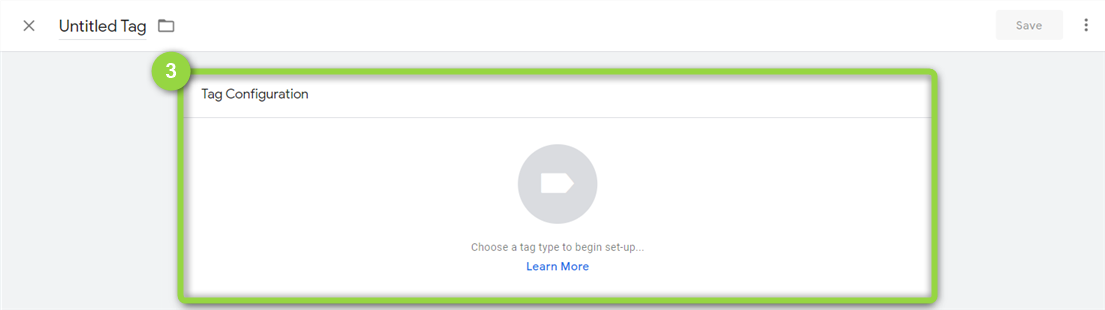 Untitled Tag
Save
3
Tag Configuration
Choose a tag type to begin set-up...
Learn More